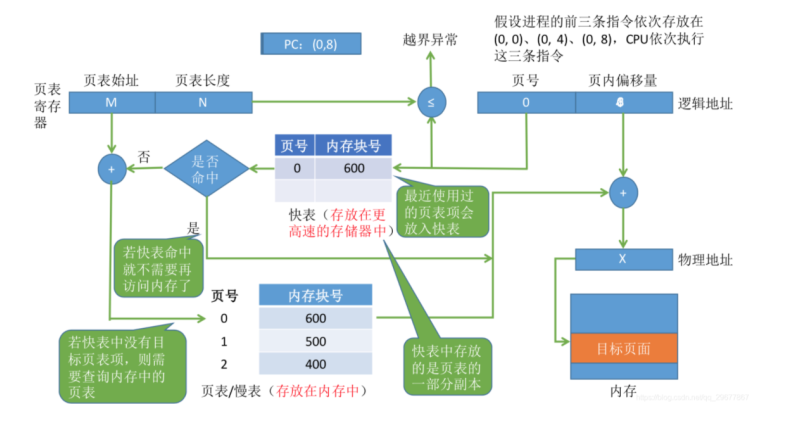 假设进程的前三条指令依次存放在
(0, 0)、(0, 4)、(0, 8)，CPU依次执行
这三条指令
PC：(0,8)
越界异常
页表始址
页表长度
页号
页内偏移量
页表
寄存
器
M
N
≤
0
逻辑地址
页号
内存块号
0
600
否
是否
命中
+
+
最近使用过
的页表项会
放入快表
快表（存放在更
高速的存储器中）
是
若快表命中
就不需要再
访问内存了
X
物理地址
页号
内存块号
0
600
1
500
2
400
若快表中没有目
标页表项，则需
要查询内存中的
页表
快表中存放
的是页表的
一部分副本
目标页面
页表/慢表（存放在内存中）
内存